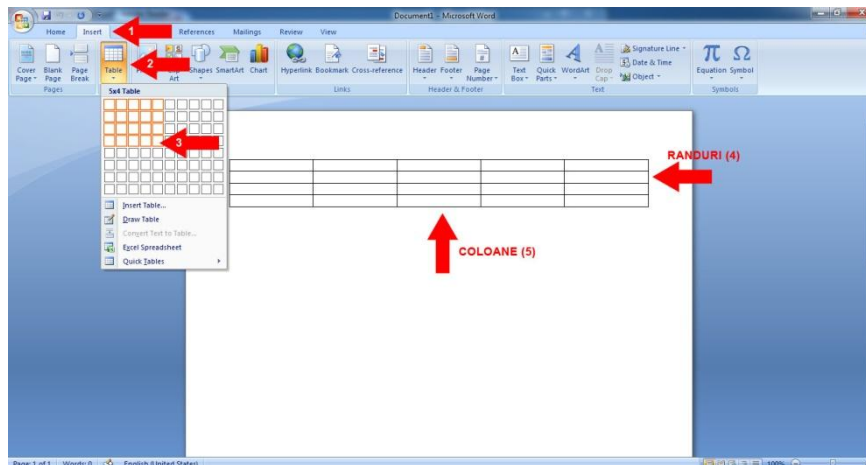 Document1 - Microsoft Word
Home Insert 1 References Mailings Review View
Cover Page Blank Page Page Break Table 2 Art Shapes SmartArt Chart Hyperlink Bookmark Cross-reference Header Footer Page Number Text Box Quick Parts WordArt Drop Cap Signature Line Date & Time Object Equation Symbol
Pages Links Header & Footer Text Symbols
5x4 Table
3
Insert Table...
Draw Table
Convert Text to Table...
Excel Spreadsheet
Quick Tables
RANDURI (4)
COLOANE (5)
Page: 1 of 1 Words: 0 English (United States) 100%